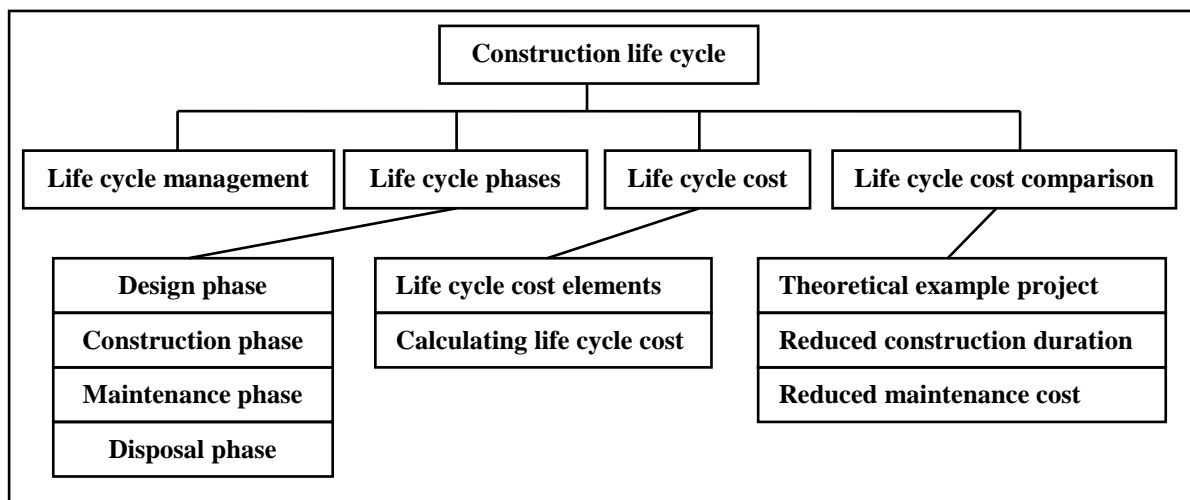 Construction life cycle
Life cycle management
Life cycle phases
Life cycle cost
Life cycle cost comparison
Design phase
Construction phase
Maintenance phase
Disposal phase
Life cycle cost elements
Calculating life cycle cost
Theoretical example project
Reduced construction duration
Reduced maintenance cost